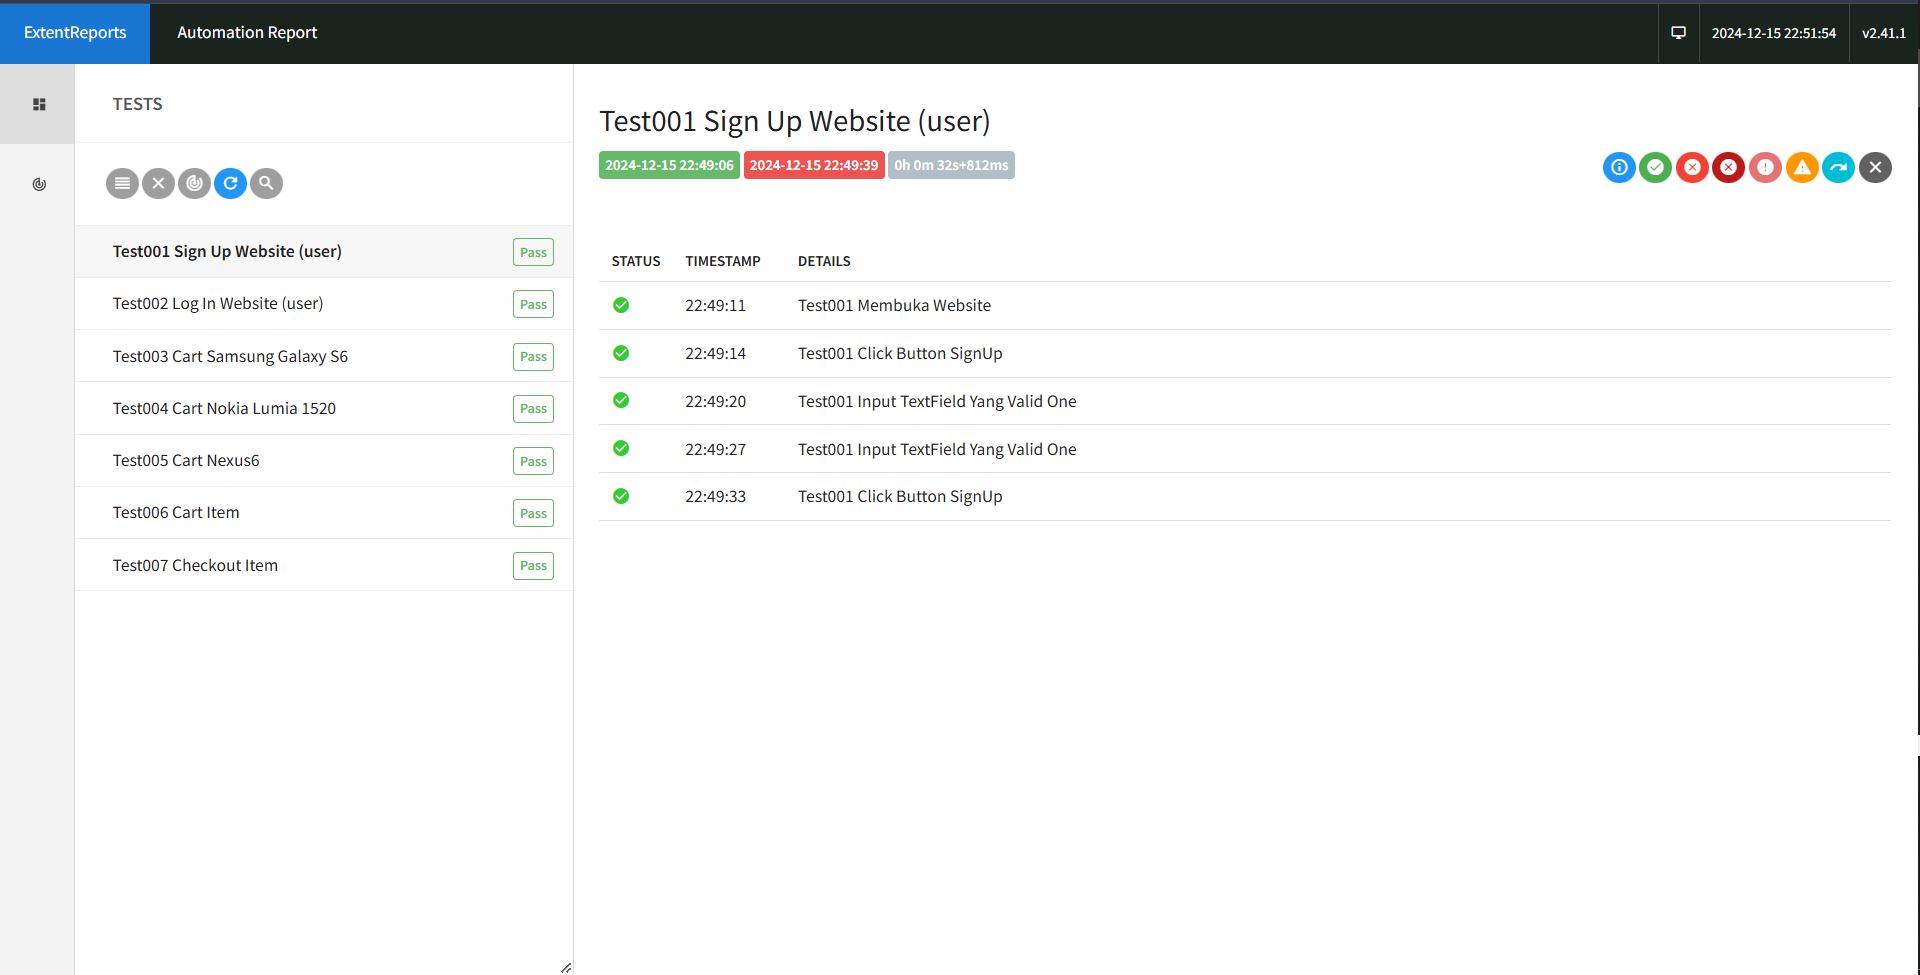 ExtentReports
Automation Report
2024-12-15 22:51:54
v2.41.1
TESTS
Test001 Sign Up Website (user) Pass
Test002 Log In Website (user) Pass
Test003 Cart Samsung Galaxy S6 Pass
Test004 Cart Nokia Lumia 1520 Pass
Test005 Cart Nexus6 Pass
Test006 Cart Item Pass
Test007 Checkout Item Pass
Test001 Sign Up Website (user)
2024-12-15 22:49:06 2024-12-15 22:49:39 0h 0m 32s+812ms
STATUS TIMESTAMP DETAILS
22:49:11 Test001 Membuka Website
22:49:14 Test001 Click Button SignUp
22:49:20 Test001 Input TextField Yang Valid One
22:49:27 Test001 Input TextField Yang Valid One
22:49:33 Test001 Click Button SignUp